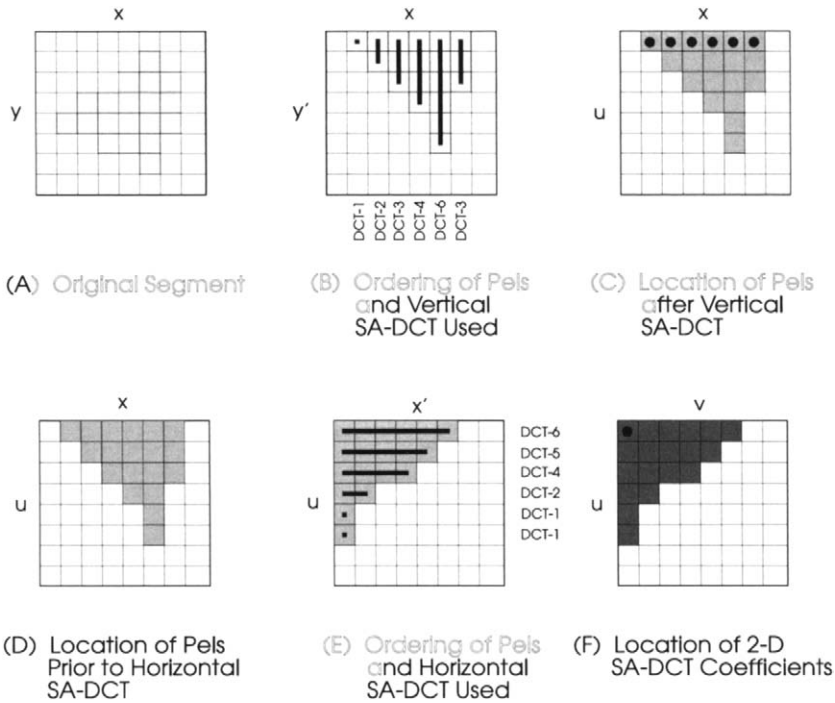 x
x
x
y
y′
u
DCT-1
DCT-2
DCT-3
DCT-4
DCT-6
DCT-3
(A) Original Segment
(B) Ordering of Pels
and Vertical
SA-DCT Used
(C) Location of Pels
after Vertical
SA-DCT
x
x′
v
u
u
u
DCT-6
DCT-5
DCT-4
DCT-2
DCT-1
DCT-1
(D) Location of Pels
Prior to Horizontal
SA-DCT
(E) Ordering of Pels
and Horizontal
SA-DCT Used
(F) Location of 2-D
SA-DCT Coefficients